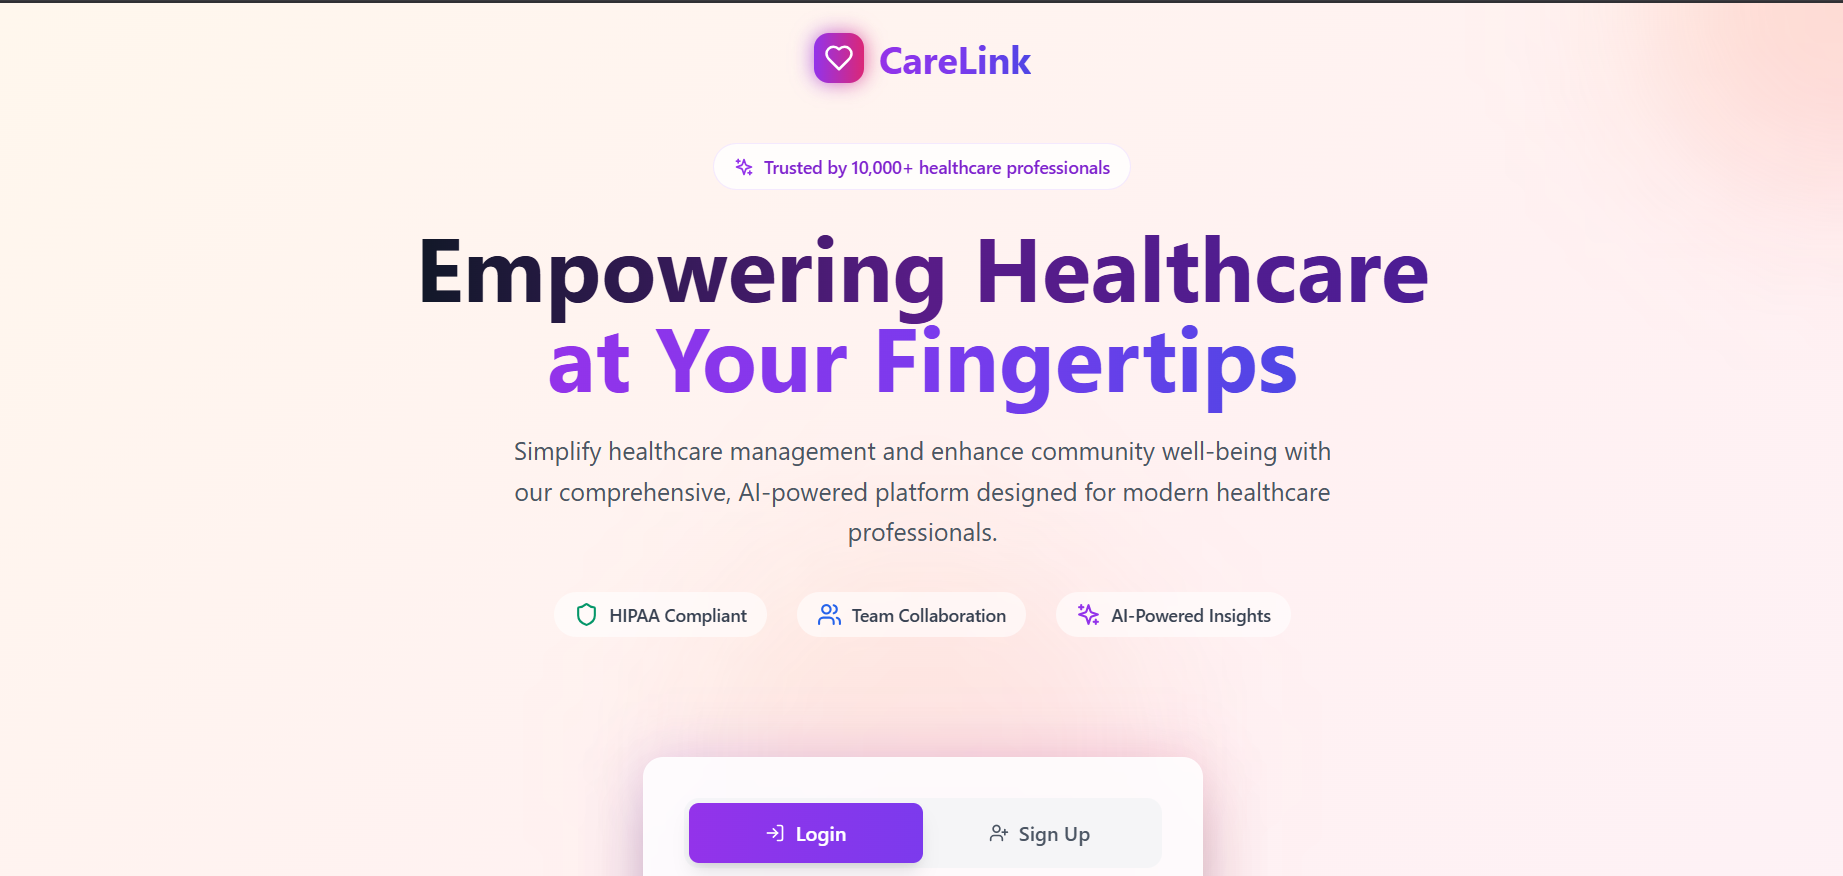 CareLink
Trusted by 10,000+ healthcare professionals
Empowering Healthcare
at Your Fingertips
Simplify healthcare management and enhance community well-being with
our comprehensive, AI-powered platform designed for modern healthcare
professionals.
HIPAA Compliant
Team Collaboration
AI-Powered Insights
Login
Sign Up